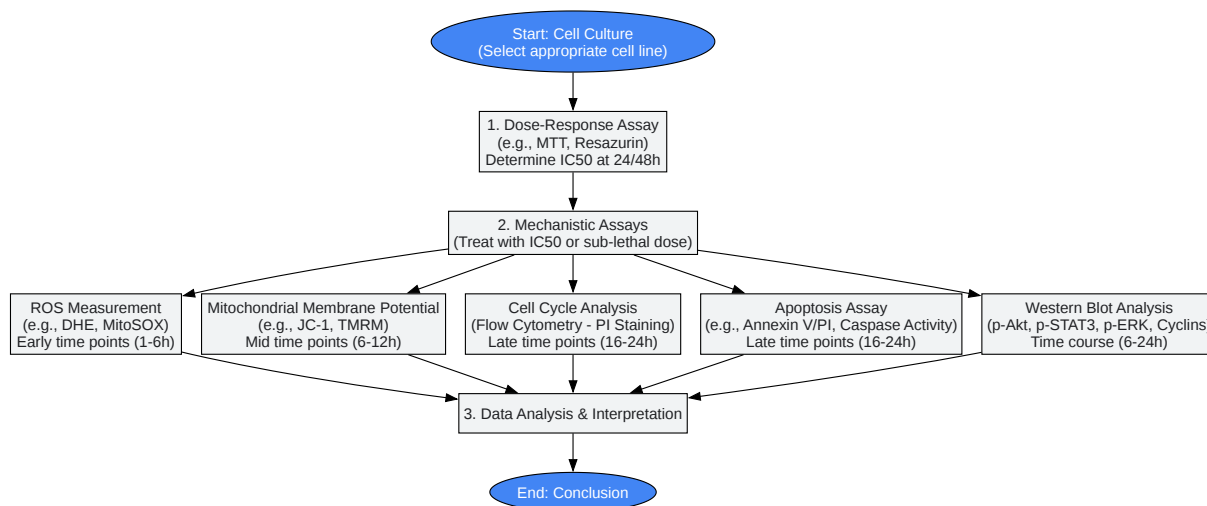 Start: Cell Culture
(Select appropriate cell line)
1. Dose-Response Assay
(e.g., MTT, Resazurin)
Determine IC50 at 24/48h
2. Mechanistic Assays
(Treat with IC50 or sub-lethal dose)
ROS Measurement
(e.g., DHE, MitoSOX)
Early time points (1-6h)
Mitochondrial Membrane Potential
(e.g., JC-1, TMRM)
Mid time points (6-12h)
Cell Cycle Analysis
(Flow Cytometry - PI Staining)
Late time points (16-24h)
Apoptosis Assay
(e.g., Annexin V/PI, Caspase Activity)
Late time points (16-24h)
Western Blot Analysis
(p-Akt, p-STAT3, p-ERK, Cyclins)
Time course (6-24h)
3. Data Analysis & Interpretation
End: Conclusion